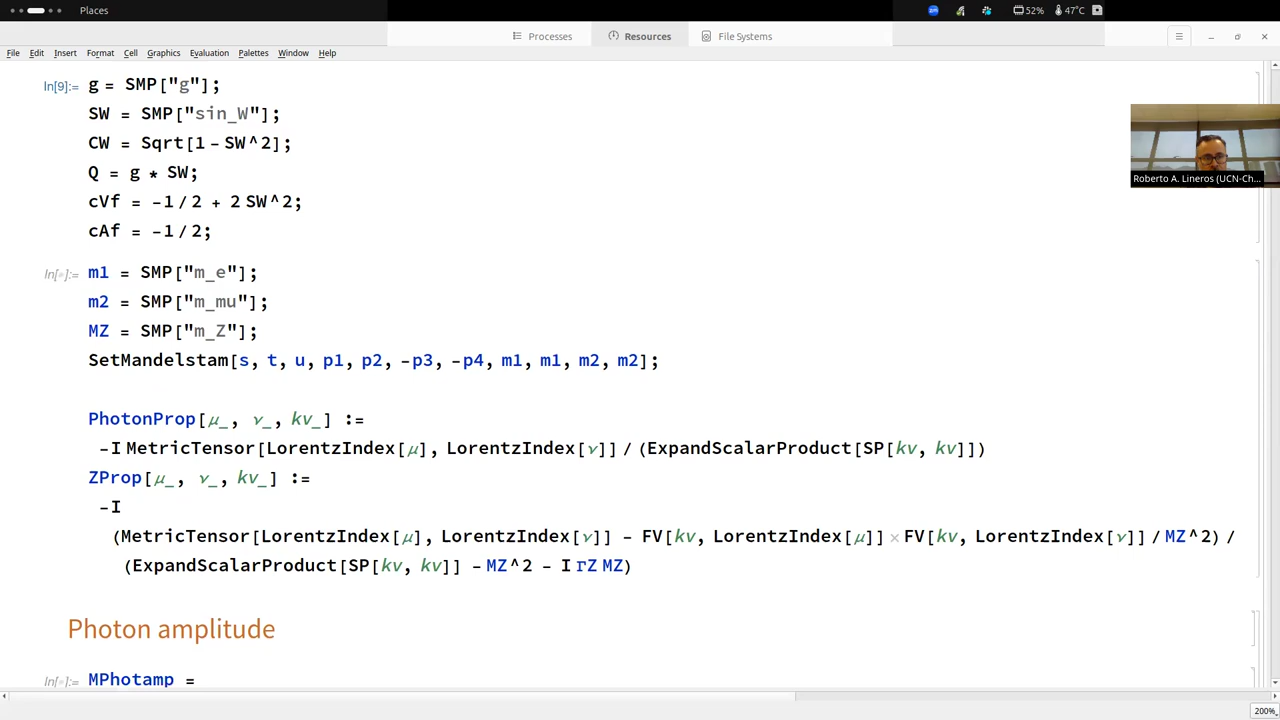 Places
52%
47°C
Processes
Resources
File Systems
File Edit Insert Format Cell Graphics Evaluation Palettes Window Help
In[9]:= g = SMP["g"];
SW = SMP["sin_W"];
CW = Sqrt[1 - SW^2];
Q = g * SW;
cVf = -1/2 + 2 SW^2;
cAf = -1/2;
In[◦]:= m1 = SMP["m_e"];
m2 = SMP["m_mu"];
MZ = SMP["m_Z"];
SetMandelstam[s, t, u, p1, p2, -p3, -p4, m1, m1, m2, m2];
PhotonProp[μ_, ν_, kv_] :=
-I MetricTensor[LorentzIndex[μ], LorentzIndex[ν]] / (ExpandScalarProduct[SP[kv, kv]])
ZProp[μ_, ν_, kv_] :=
-I
(MetricTensor[LorentzIndex[μ], LorentzIndex[ν]] - FV[kv, LorentzIndex[μ]] × FV[kv, LorentzIndex[ν]] / MZ^2) /
(ExpandScalarProduct[SP[kv, kv]] - MZ^2 - I ΓZ MZ)
Photon amplitude
In[◦]:= MPhotamp =
Roberto A. Lineros (UCN-Ch...
200%